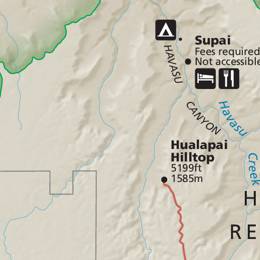 Supai
Fees required
Not accessible
HAVASU
CANYON
Havasu
Creek
Hualapai
Hilltop
5199ft
1585m
H
RE